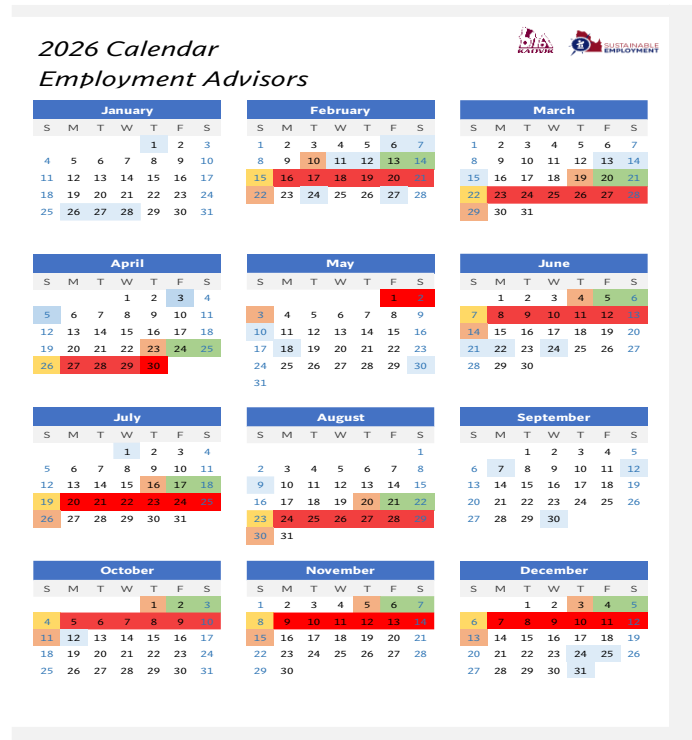 2026 Calendar
Employment Advisors
KATIVIK
SUSTAINABLE
EMPLOYMENT
January
S M T W T F S
1 2 3
4 5 6 7 8 9 10
11 12 13 14 15 16 17
18 19 20 21 22 23 24
25 26 27 28 29 30 31
February
S M T W T F S
1 2 3 4 5 6 7
8 9 10 11 12 13 14
15 16 17 18 19 20 21
22 23 24 25 26 27 28
March
S M T W T F S
1 2 3 4 5 6 7
8 9 10 11 12 13 14
15 16 17 18 19 20 21
22 23 24 25 26 27 28
29 30 31
April
S M T W T F S
1 2 3 4
5 6 7 8 9 10 11
12 13 14 15 16 17 18
19 20 21 22 23 24 25
26 27 28 29 30
May
S M T W T F S
1 2
3 4 5 6 7 8 9
10 11 12 13 14 15 16
17 18 19 20 21 22 23
24 25 26 27 28 29 30
31
June
S M T W T F S
1 2 3 4 5 6
7 8 9 10 11 12 13
14 15 16 17 18 19 20
21 22 23 24 25 26 27
28 29 30
July
S M T W T F S
1 2 3 4
5 6 7 8 9 10 11
12 13 14 15 16 17 18
19 20 21 22 23 24 25
26 27 28 29 30 31
August
S M T W T F S
1
2 3 4 5 6 7 8
9 10 11 12 13 14 15
16 17 18 19 20 21 22
23 24 25 26 27 28 29
30 31
September
S M T W T F S
1 2 3 4 5
6 7 8 9 10 11 12
13 14 15 16 17 18 19
20 21 22 23 24 25 26
27 28 29 30
October
S M T W T F S
1 2 3
4 5 6 7 8 9 10
11 12 13 14 15 16 17
18 19 20 21 22 23 24
25 26 27 28 29 30 31
November
S M T W T F S
1 2 3 4 5 6 7
8 9 10 11 12 13 14
15 16 17 18 19 20 21
22 23 24 25 26 27 28
29 30
December
S M T W T F S
1 2 3 4 5
6 7 8 9 10 11 12
13 14 15 16 17 18 19
20 21 22 23 24 25 26
27 28 29 30 31